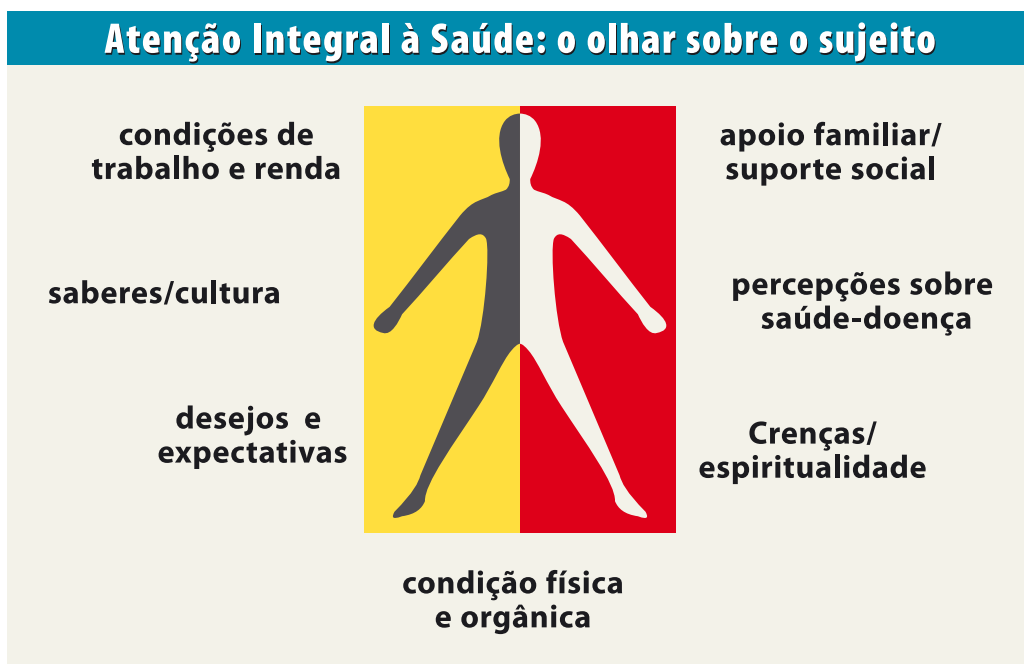 Atenção Integral à Saúde: o olhar sobre o sujeito
condições de
trabalho e renda
saberes/cultura
desejos e
expectativas
apoio familiar/
suporte social
percepções sobre
saúde-doença
Crenças/
espiritualidade
condição física
e orgânica